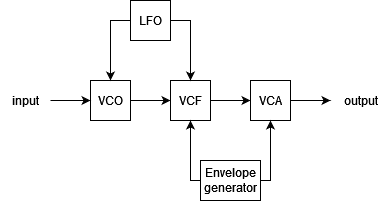 LFO
input
VCO
VCF
VCA
output
Envelope
generator